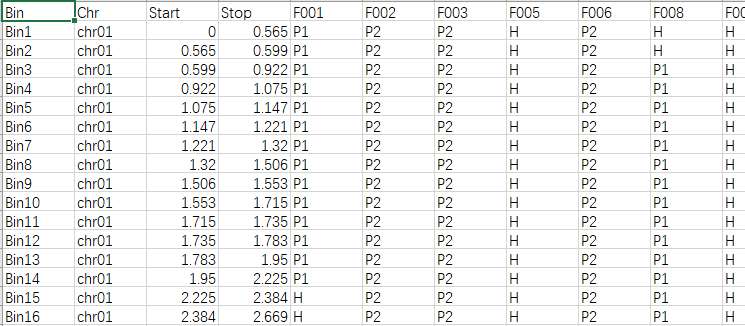 Bin Chr Start Stop F001 F002 F003 F005 F006 F008
Bin1 chr01 0 0.565 P1 P2 P2 H P2 H H
Bin2 chr01 0.565 0.599 P1 P2 P2 H P2 H H
Bin3 chr01 0.599 0.922 P1 P2 P2 H P2 P1 H
Bin4 chr01 0.922 1.075 P1 P2 P2 H P2 P1 H
Bin5 chr01 1.075 1.147 P1 P2 P2 H P2 P1 H
Bin6 chr01 1.147 1.221 P1 P2 P2 H P2 P1 H
Bin7 chr01 1.221 1.32 P1 P2 P2 H P2 P1 H
Bin8 chr01 1.32 1.506 P1 P2 P2 H P2 P1 H
Bin9 chr01 1.506 1.553 P1 P2 P2 H P2 P1 H
Bin10 chr01 1.553 1.715 P1 P2 P2 H P2 P1 H
Bin11 chr01 1.715 1.735 P1 P2 P2 H P2 P1 H
Bin12 chr01 1.735 1.783 P1 P2 P2 H P2 P1 H
Bin13 chr01 1.783 1.95 P1 P2 P2 H P2 P1 H
Bin14 chr01 1.95 2.225 P1 P2 P2 H P2 P1 H
Bin15 chr01 2.225 2.384 H P2 P2 H P2 P1 H
Bin16 chr01 2.384 2.669 H P2 P2 H P2 P1 H